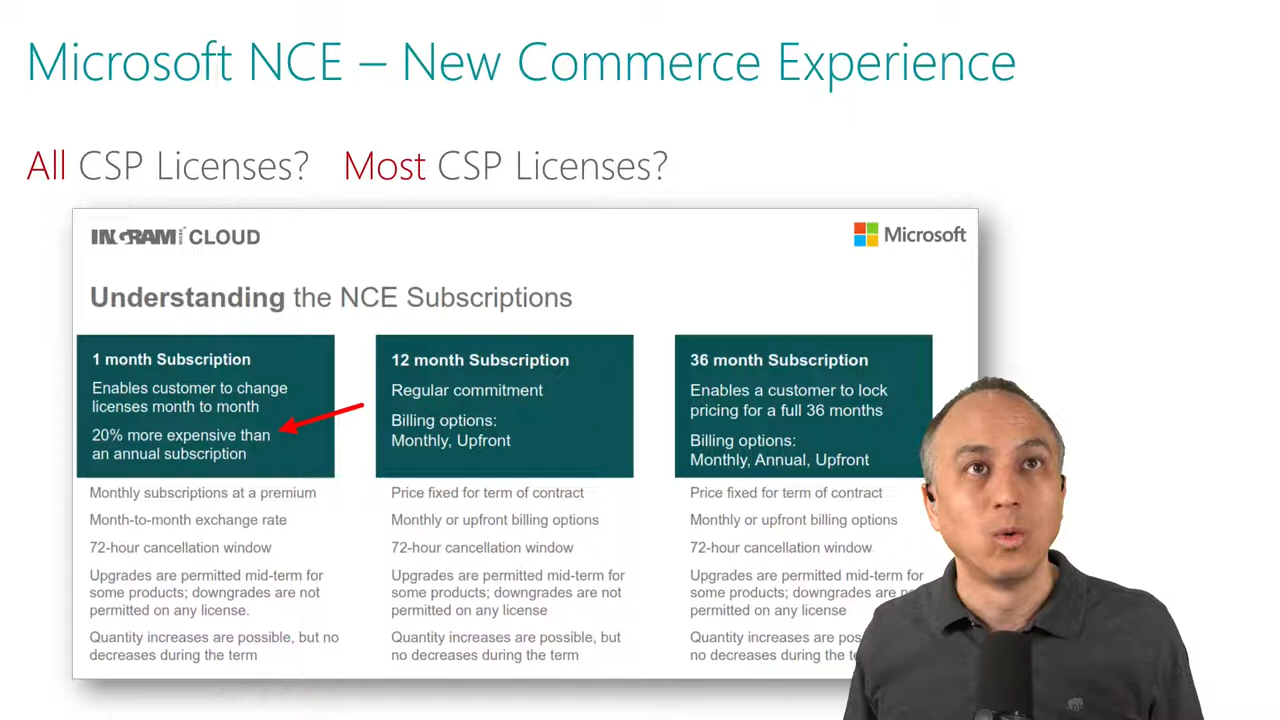 Microsoft NCE – New Commerce Experience
All CSP Licenses? Most CSP Licenses?
INGRAM MICRO CLOUD
Microsoft
Understanding the NCE Subscriptions
1 month Subscription
Enables customer to change
licenses month to month
20% more expensive than
an annual subscription
Monthly subscriptions at a premium
Month-to-month exchange rate
72-hour cancellation window
Upgrades are permitted mid-term for
some products; downgrades are not
permitted on any license.
Quantity increases are possible, but no
decreases during the term
12 month Subscription
Regular commitment
Billing options:
Monthly, Upfront
Price fixed for term of contract
Monthly or upfront billing options
72-hour cancellation window
Upgrades are permitted mid-term for
some products; downgrades are not
permitted on any license
Quantity increases are possible, but
no decreases during the term
36 month Subscription
Enables a customer to lock
pricing for a full 36 months
Billing options:
Monthly, Annual, Upfront
Price fixed for term of contract
Monthly or upfront billing options
72-hour cancellation window
Upgrades are permitted mid-term for
some products; downgrades are not
permitted on any license
Quantity increases are
no decreases during the